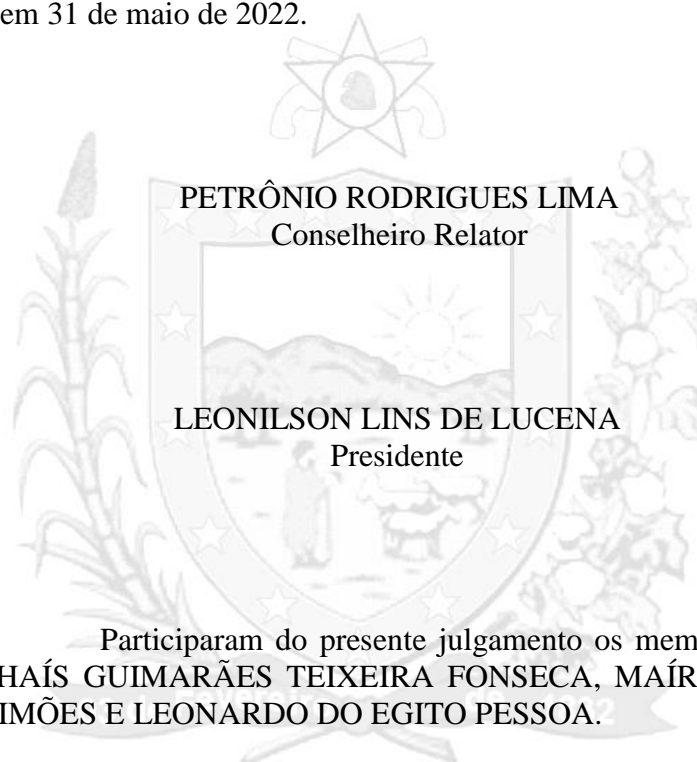 em 31 de maio de 2022.
PETRÔNIO RODRIGUES LIMA
Conselheiro Relator
LEONILSON LINS DE LUCENA
Presidente
Participaram do presente julgamento os mem
HAÍS GUIMARÃES TEIXEIRA FONSECA, MAÍR
IMÕES E LEONARDO DO EGITO PESSOA.